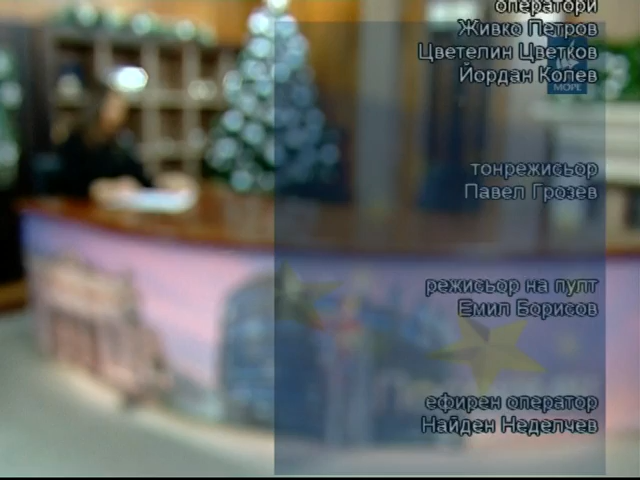 оператори
Живко Петров
Цветелин Цветков
Йордан Колев
МОРЕ
тонрежисьор
Павел Грозев
режисьор на пулт
Емил Борисов
ефирен оператор
Найден Неделчев